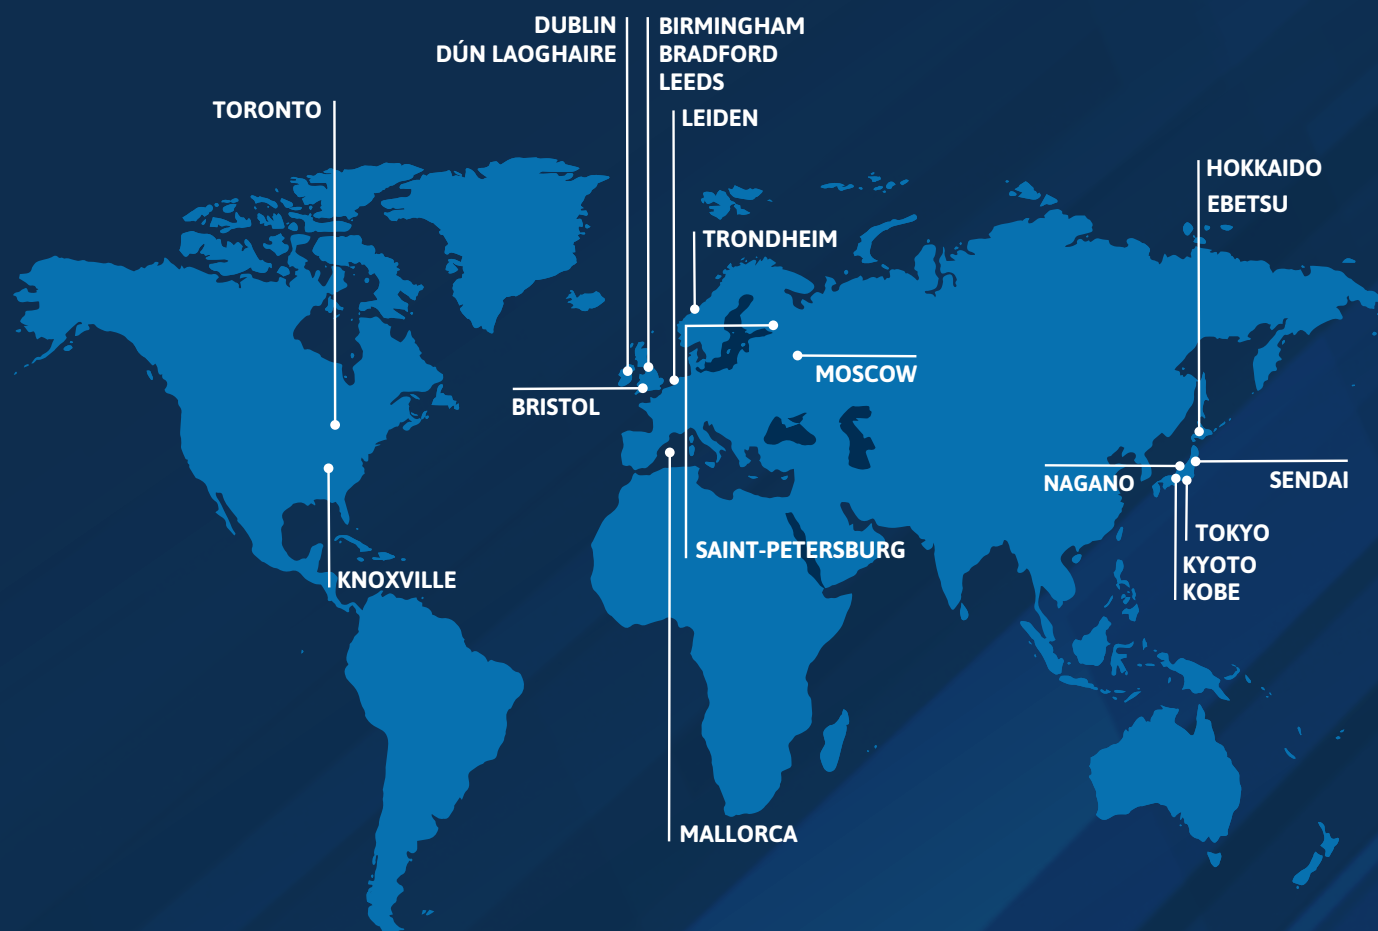 DUBLIN
DÚN LAOGHAIRE
BIRMINGHAM
BRADFORD
LEEDS
TORONTO
LEIDEN
HOKKAIDO
EBETSU
TRONDHEIM
MOSCOW
BRISTOL
NAGANO
SENDAI
TOKYO
SAINT-PETERSBURG
KYOTO
KOBE
KNOXVILLE
MALLORCA